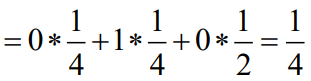 = 0 * 1/4 + 1 * 1/4 + 0 * 1/2 = 1/4